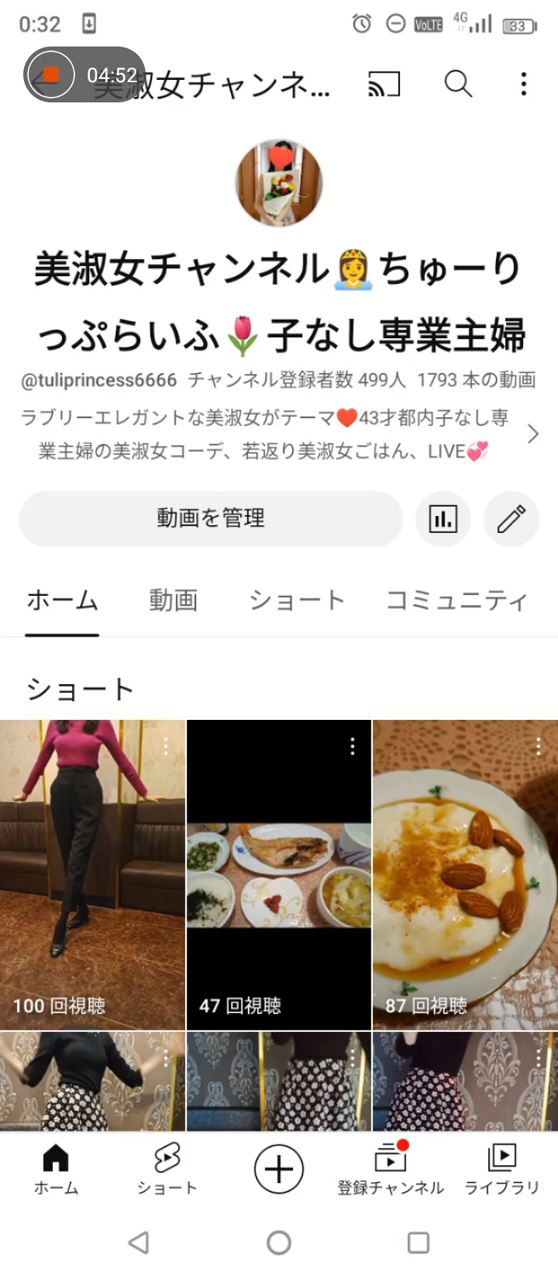 0:32 VoLTE 4G 33
04:52 美淑女チャンネ...
美淑女チャンネル👸ちゅーり
っぷらいふ🌷子なし専業主婦
@tuliprincess6666 チャンネル登録者数 499人 1793 本の動画
ラブリーエレガントな美淑女がテーマ♥️43才都内子なし専
業主婦の美淑女コーデ、若返り美淑女ごはん、LIVE💞
動画を管理
ホーム 動画 ショート コミュニティ
ショート
100 回視聴 47 回視聴 87 回視聴
ホーム ショート 登録チャンネル ライブラリ